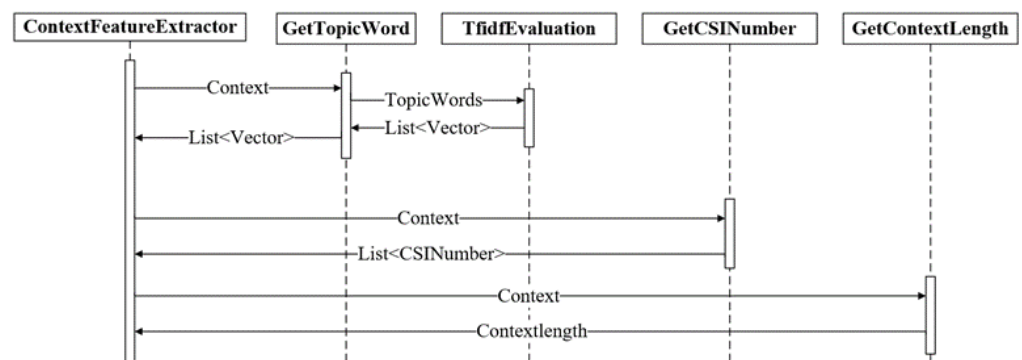 ContextFeatureExtractor
GetTopicWord
TfidfEvaluation
GetCSINumber
GetContextLength
Context
TopicWords
List<Vector>
List<Vector>
Context
List<CSINumber>
Context
Contextlength